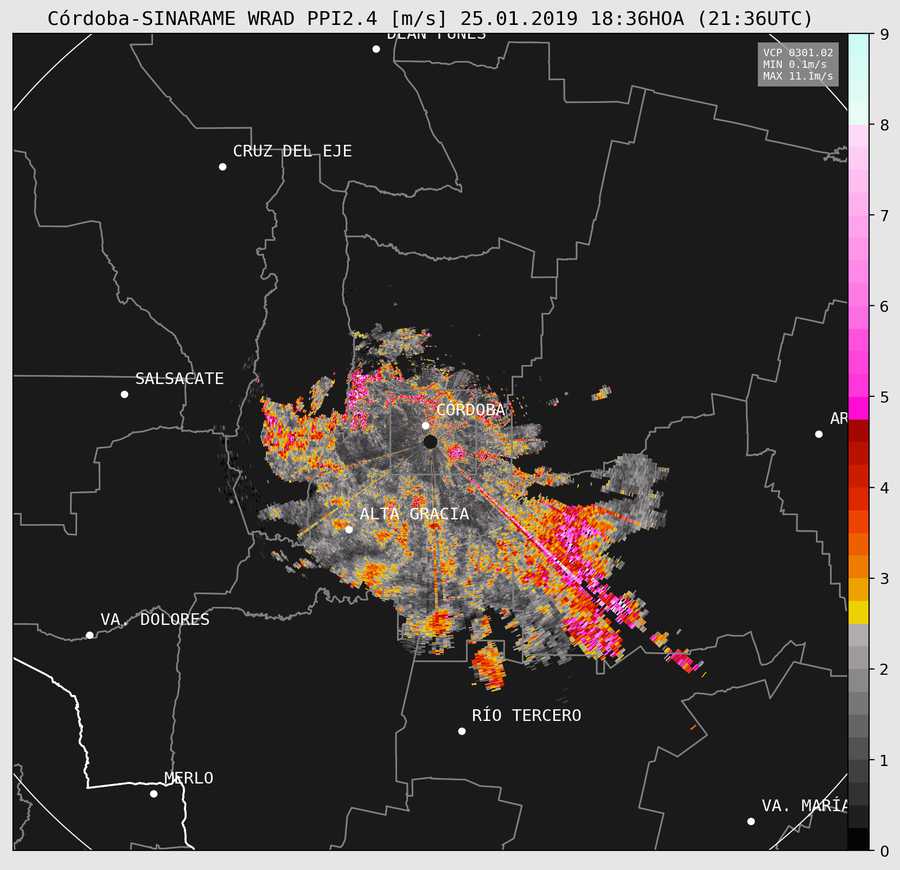 Córdoba-SINARAME WRAD PPI2.4 [m/s] 25.01.2019 18:36HOA (21:36UTC)
DEAN FUNES
VCP 0301.02
MIN 0.1m/s
MAX 11.1m/s
CRUZ DEL EJE
SALSACATE
CORDOBA
AR
ALTA GRACIA
VA. DOLORES
RÍO TERCERO
MERLO
VA. MARÍA
9
8
7
6
5
4
3
2
1
0